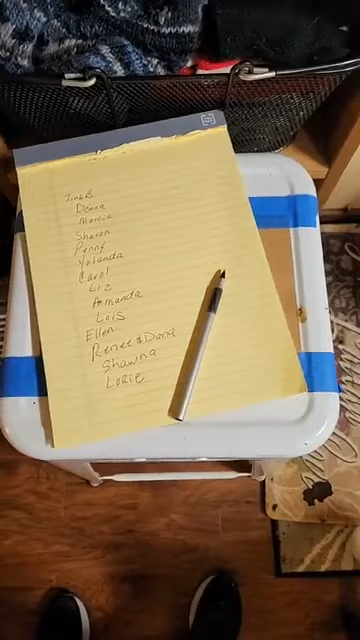 Tina B
Donna
Marcia
Sharon
Penny
Yolanda
Carol
Liz
Amanda
Lois
Ellen
Renee & Dana
Shawna
Lorie